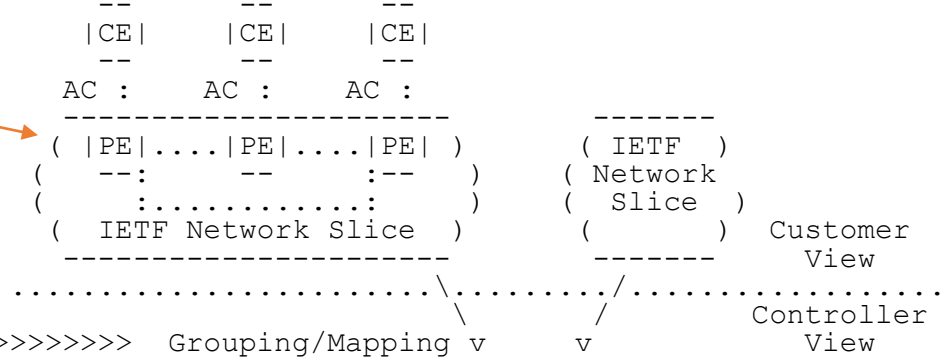 --        --        --
|CE|     |CE|     |CE|
--        --        --
AC :     AC :     AC :
----------------------          -------
( |PE|....|PE|....|PE| )       ( IETF )
(   --:    --    :--   )      ( Network
(     :...........:    )      ( Slice )
( IETF Network Slice )         (      ) Customer
----------------------          ------- View
.............................\........./..................
\ / Controller
>>>>>>>> Grouping/Mapping v v View